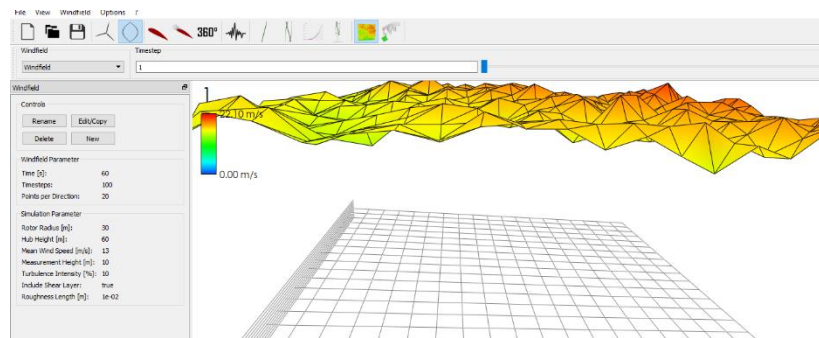 File View Windfield Options ?
360°
Windfield
Timestep
Windfield
1
Windfield
Controls
Rename Edit/Copy
Delete New
Windfield Parameter
Time [s]: 60
Timesteps: 100
Points per Direction: 20
Simulation Parameter
Rotor Radius [m]: 30
Hub Height [m]: 60
Mean Wind Speed [m/s]: 13
Measurement Height [m]: 10
Turbulence Intensity [%]: 10
Include Shear Layer: true
Roughness Length [m]: 1e-02
1
22.10 m/s
0.00 m/s